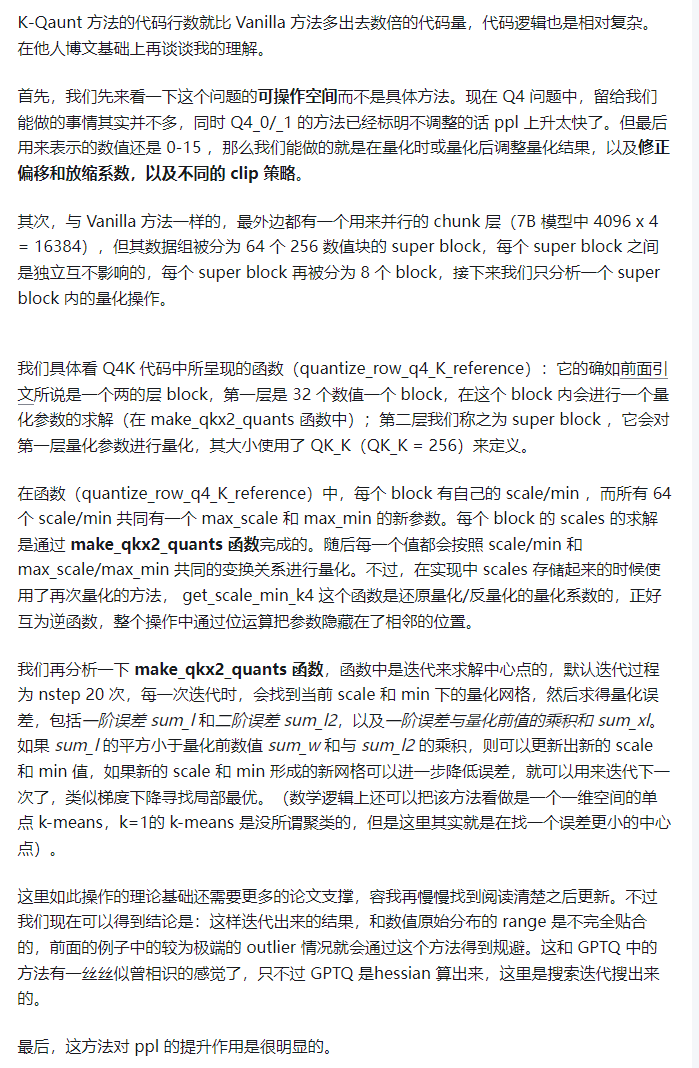 K-Qaunt 方法的代码行数就比 Vanilla 方法多出去数倍的代码量，代码逻辑也是相对复杂。
在他人博文基础上再谈谈我的理解。
首先，我们先来看一下这个问题的可操作空间而不是具体方法。现在 Q4 问题中，留给我们
能做的事情其实并不多，同时 Q4_0/_1 的方法已经标明不调整的话 ppl 上升太快了。但最后
用来表示的数值还是 0-15 ，那么我们能做的就是在量化时或量化后调整量化结果，以及修正
偏移和放缩系数，以及不同的 clip 策略。
其次，与 Vanilla 方法一样的，最外边都有一个用来并行的 chunk 层（7B 模型中 4096 x 4
= 16384），但其数据组被分为 64 个 256 数值块的 super block，每个 super block 之间
是独立互不影响的，每个 super block 再被分为 8 个 block，接下来我们只分析一个 super
block 内的量化操作。
我们具体看 Q4K 代码中所呈现的函数（quantize_row_q4_K_reference）：它的确如前面引
文所说是一个两的层 block，第一层是 32 个数值一个 block，在这个 block 内会进行一个量
化参数的求解（在 make_qkx2_quants 函数中）；第二层我们称之为 super block ，它会对
第一层量化参数进行量化，其大小使用了 QK_K（QK_K = 256）来定义。
在函数（quantize_row_q4_K_reference）中，每个 block 有自己的 scale/min ，而所有 64
个 scale/min 共同有一个 max_scale 和 max_min 的新参数。每个 block 的 scales 的求解
是通过 make_qkx2_quants 函数完成的。随后每一个值都会按照 scale/min 和
max_scale/max_min 共同的变换关系进行量化。不过，在实现中 scales 存储起来的时候使
用了再次量化的方法， get_scale_min_k4 这个函数是还原量化/反量化的量化系数的，正好
互为逆函数，整个操作中通过位运算把参数隐藏在了相邻的位置。
我们再分析一下 make_qkx2_quants 函数，函数中是迭代来求解中心点的，默认迭代过程
为 nstep 20 次，每一次迭代时，会找到当前 scale 和 min 下的量化网格，然后求得量化误
差，包括一阶误差 sum_l 和二阶误差 sum_l2，以及一阶误差与量化前值的乘积和 sum_xl。
如果 sum_l 的平方小于量化前数值 sum_w 和与 sum_l2 的乘积，则可以更新出新的 scale
和 min 值，如果新的 scale 和 min 形成的新网格可以进一步降低误差，就可以用来迭代下一
次了，类似梯度下降寻找局部最优。（数学逻辑上还可以把该方法看做是一个一维空间的单
点 k-means，k=1的 k-means 是没所谓聚类的，但是这里其实就是在找一个误差更小的中心
点）。
这里如此操作的理论基础还需要更多的论文支撑，容我再慢慢找到阅读清楚之后更新。不过
我们现在可以得到结论是：这样迭代出来的结果，和数值原始分布的 range 是不完全贴合
的，前面的例子中的较为极端的 outlier 情况就会通过这个方法得到规避。这和 GPTQ 中的
方法有一丝丝似曾相识的感觉了，只不过 GPTQ 是hessian 算出来，这里是搜索迭代搜出来
的。
最后，这方法对 ppl 的提升作用是很明显的。